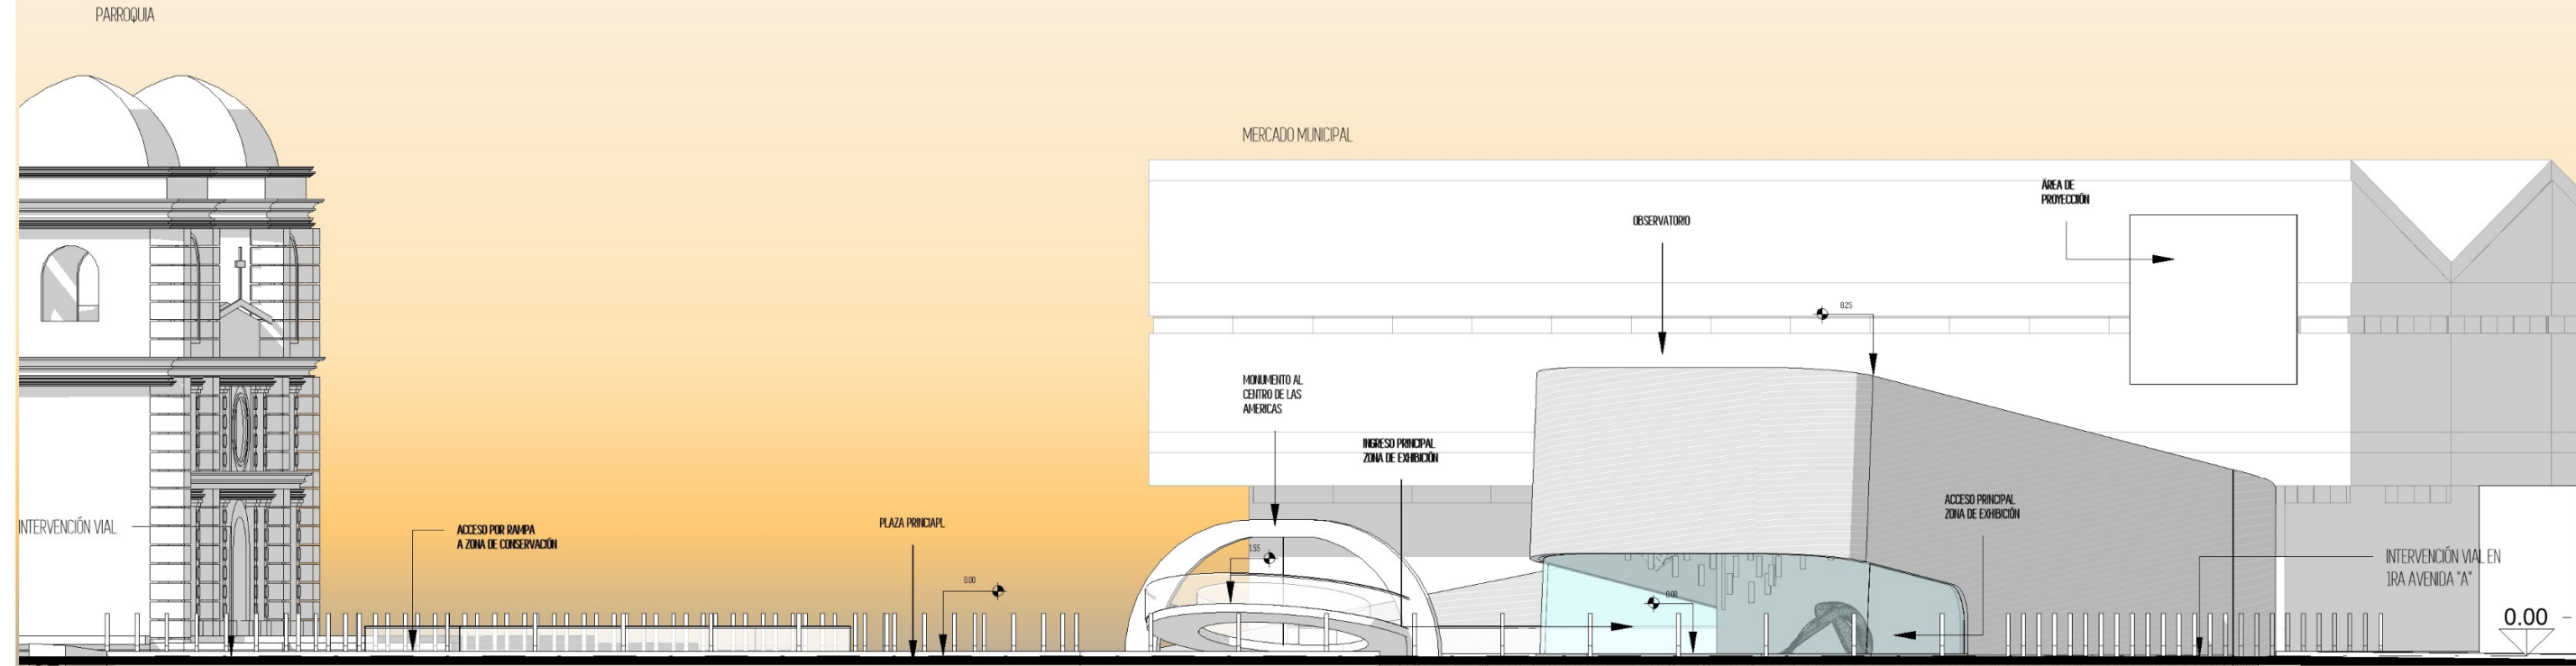 PARROQUIA
MERCADO MUNICIPAL
ÁREA DE
PROYECCIÓN
OBSERVATORIO
8.25
MONUMENTO AL
CENTRO DE LAS
AMERICAS
INGRESO PRINCIPAL
ZONA DE EXHIBICIÓN
INTERVENCIÓN VIAL
ACCESO POR RAMPA
A ZONA DE CONSERVACIÓN
PLAZA PRINCIAPL
ACCESO PRINCIPAL
ZONA DE EXHIBICIÓN
1.55
INTERVENCIÓN VIAL EN
1RA AVENIDA "A"
0.00
0.08
0.00